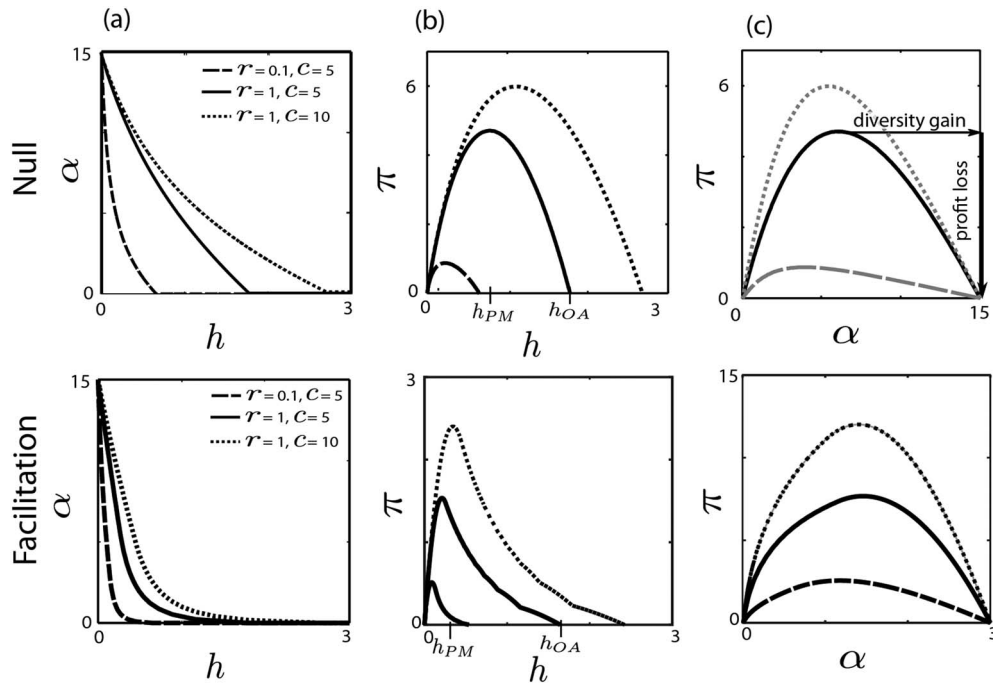 (a)
(b)
(c)
Null
15
α
0
h
3
r = 0.1, c = 5
r = 1, c = 5
r = 1, c = 10
6
π
0
h_PM
h_OA
3
h
6
π
0
diversity gain
profit loss
α
15
Facilitation
15
α
0
h
3
r = 0.1, c = 5
r = 1, c = 5
r = 1, c = 10
3
π
0
h_PM
h_OA
3
h
15
π
0
0
α
3